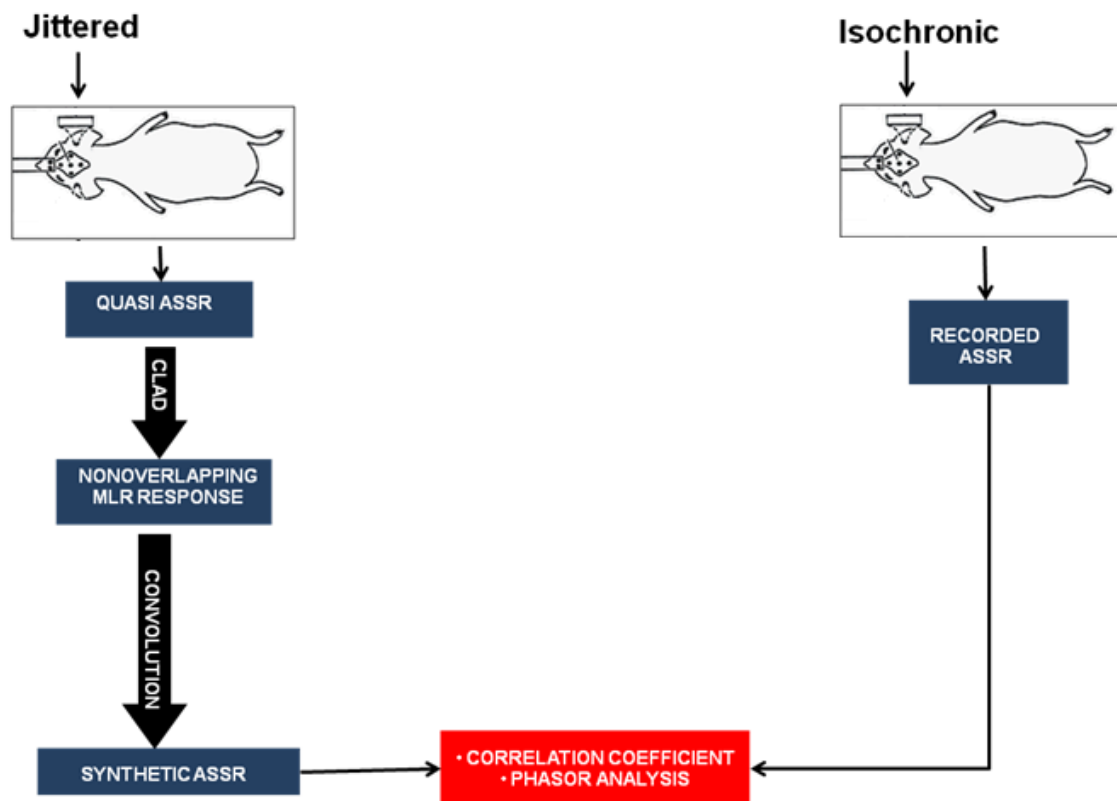 Jittered
Isochronic
QUASI ASSR
RECORDED
ASSR
CLAD
NONOVERLAPPING
MLR RESPONSE
CONVOLUTION
SYNTHETIC ASSR
• CORRELATION COEFFICIENT
• PHASOR ANALYSIS